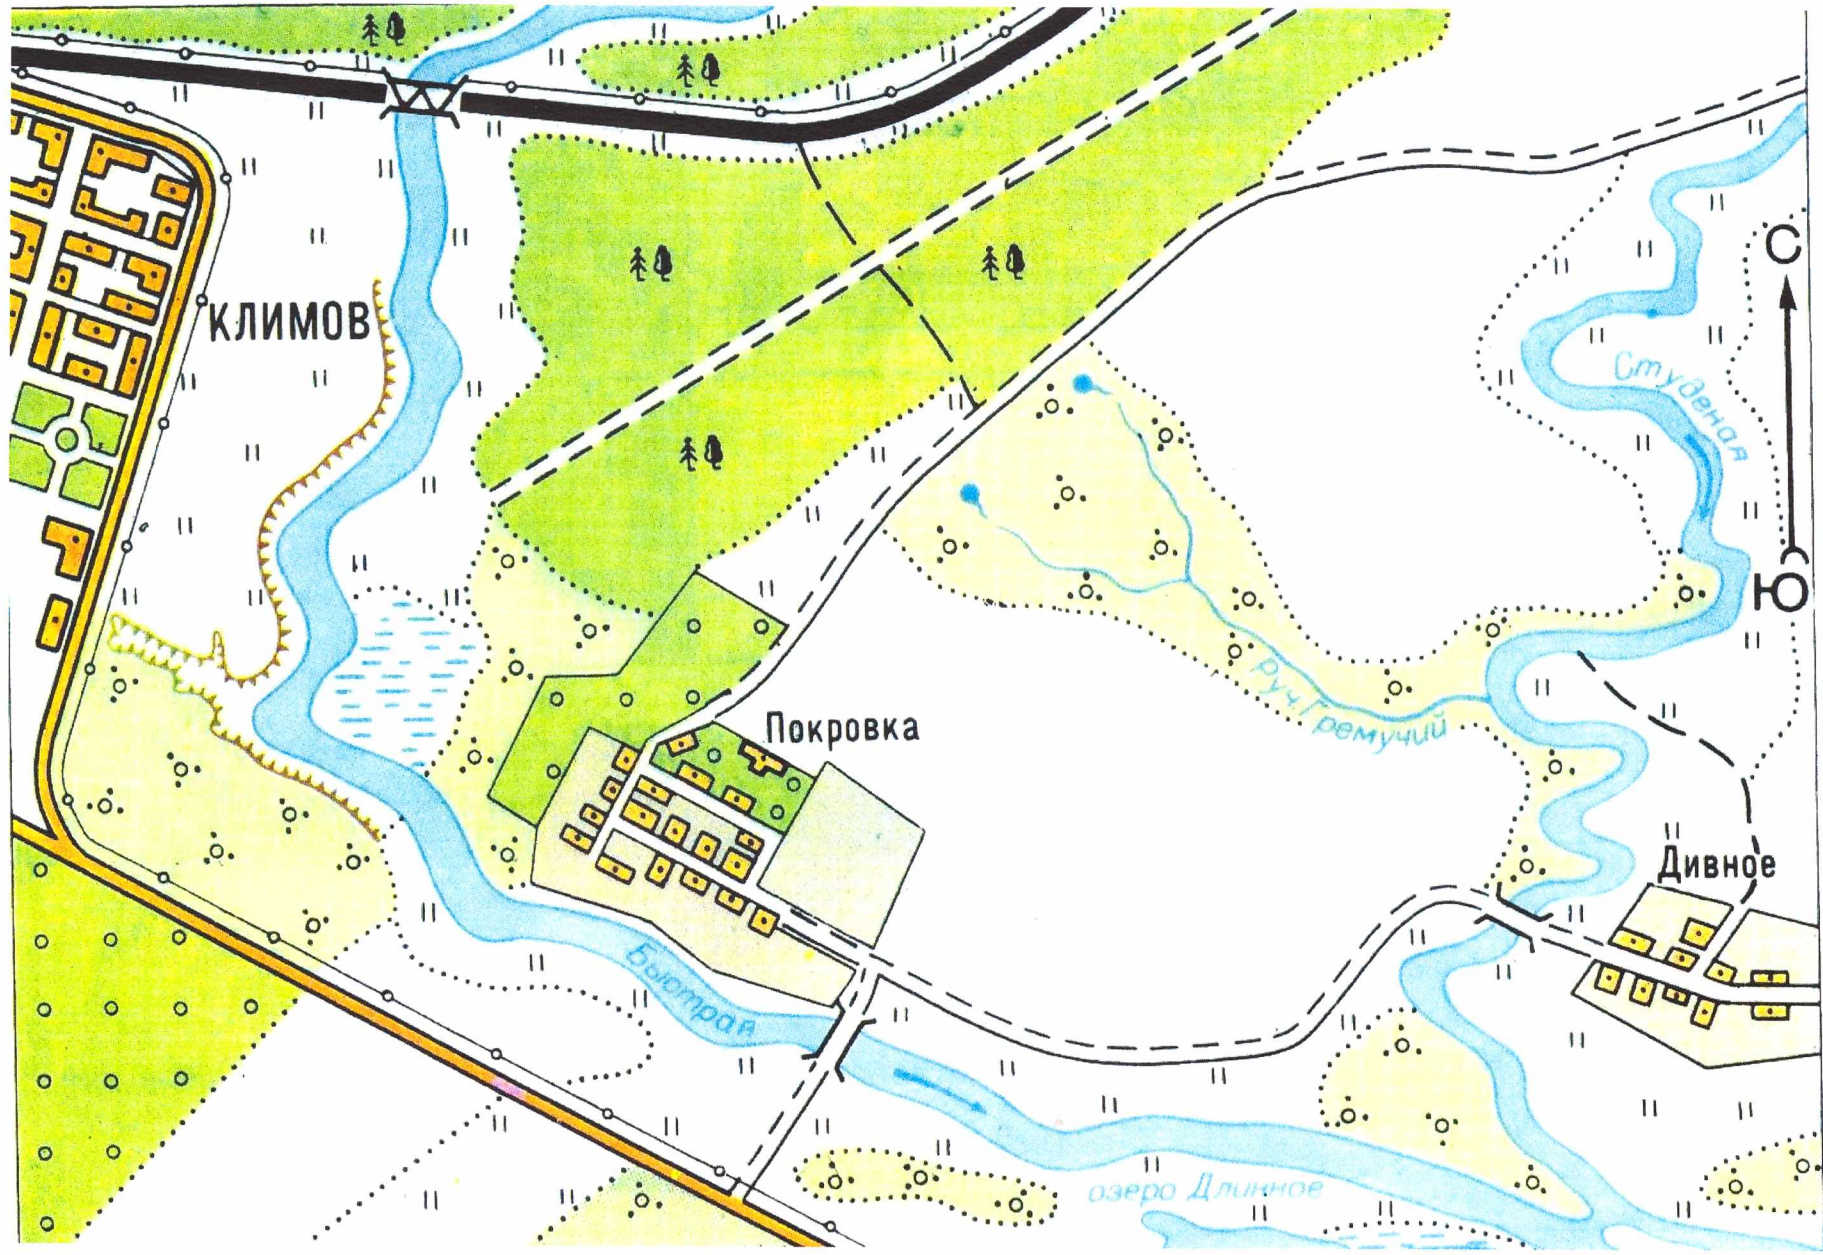 С
КЛИМОВ
Студеная
Ю
Руч. Гремучий
Покровка
Дивное
Быстрая
озеро Длинное